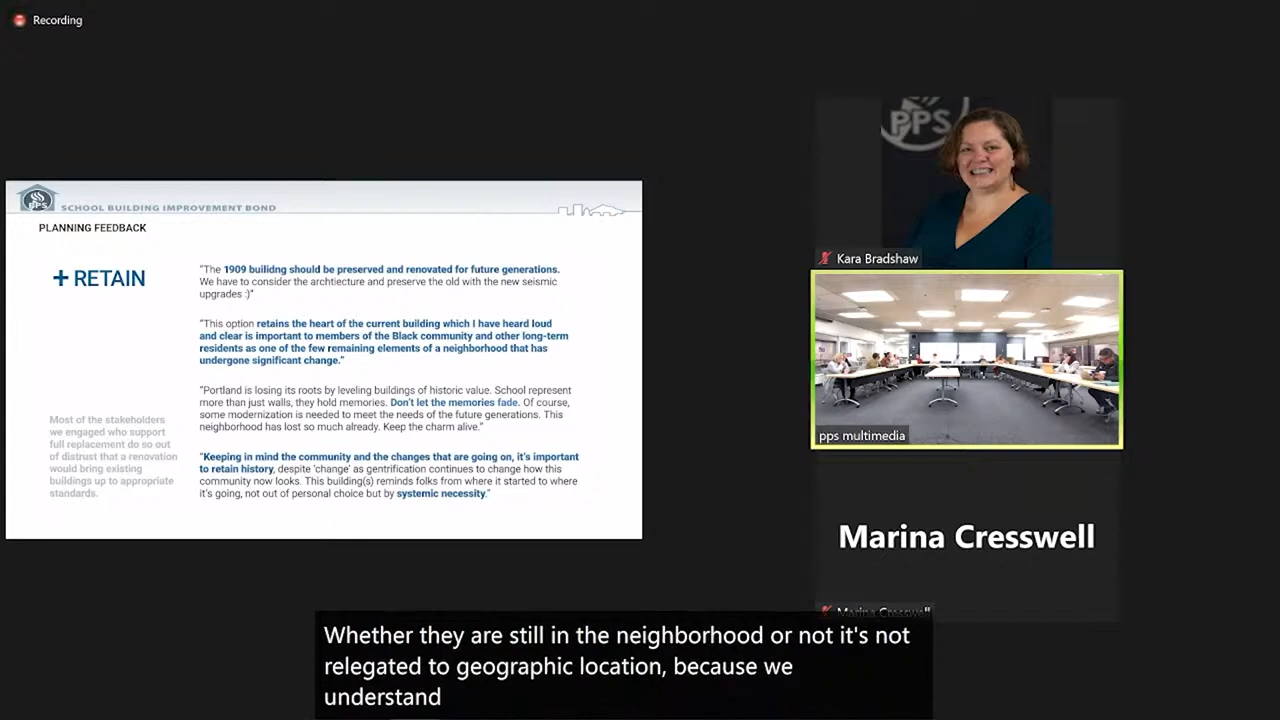 Recording
PPS
SCHOOL BUILDING IMPROVEMENT BOND
PLANNING FEEDBACK
+ RETAIN
"The 1909 builidng should be preserved and renovated for future generations.
We have to consider the archtiecture and preserve the old with the new seismic
upgrades :)"
"This option retains the heart of the current building which I have heard loud
and clear is important to members of the Black community and other long-term
residents as one of the few remaining elements of a neighborhood that has
undergone significant change."
"Portland is losing its roots by leveling buildings of historic value. School represent
more than just walls, they hold memories. Don't let the memories fade. Of course,
some modernization is needed to meet the needs of the future generations. This
neighborhood has lost so much already. Keep the charm alive."
"Keeping in mind the community and the changes that are going on, it's important
to retain history, despite 'change' as gentrification continues to change how this
community now looks. This building(s) reminds folks from where it started to where
it's going, not out of personal choice but by systemic necessity."
Most of the stakeholders
we engaged who support
full replacement do so out
of distrust that a renovation
would bring existing
buildings up to appropriate
standards.
PPS
Kara Bradshaw
pps multimedia
Marina Cresswell
Marina Cresswell
Whether they are still in the neighborhood or not it's not
relegated to geographic location, because we
understand